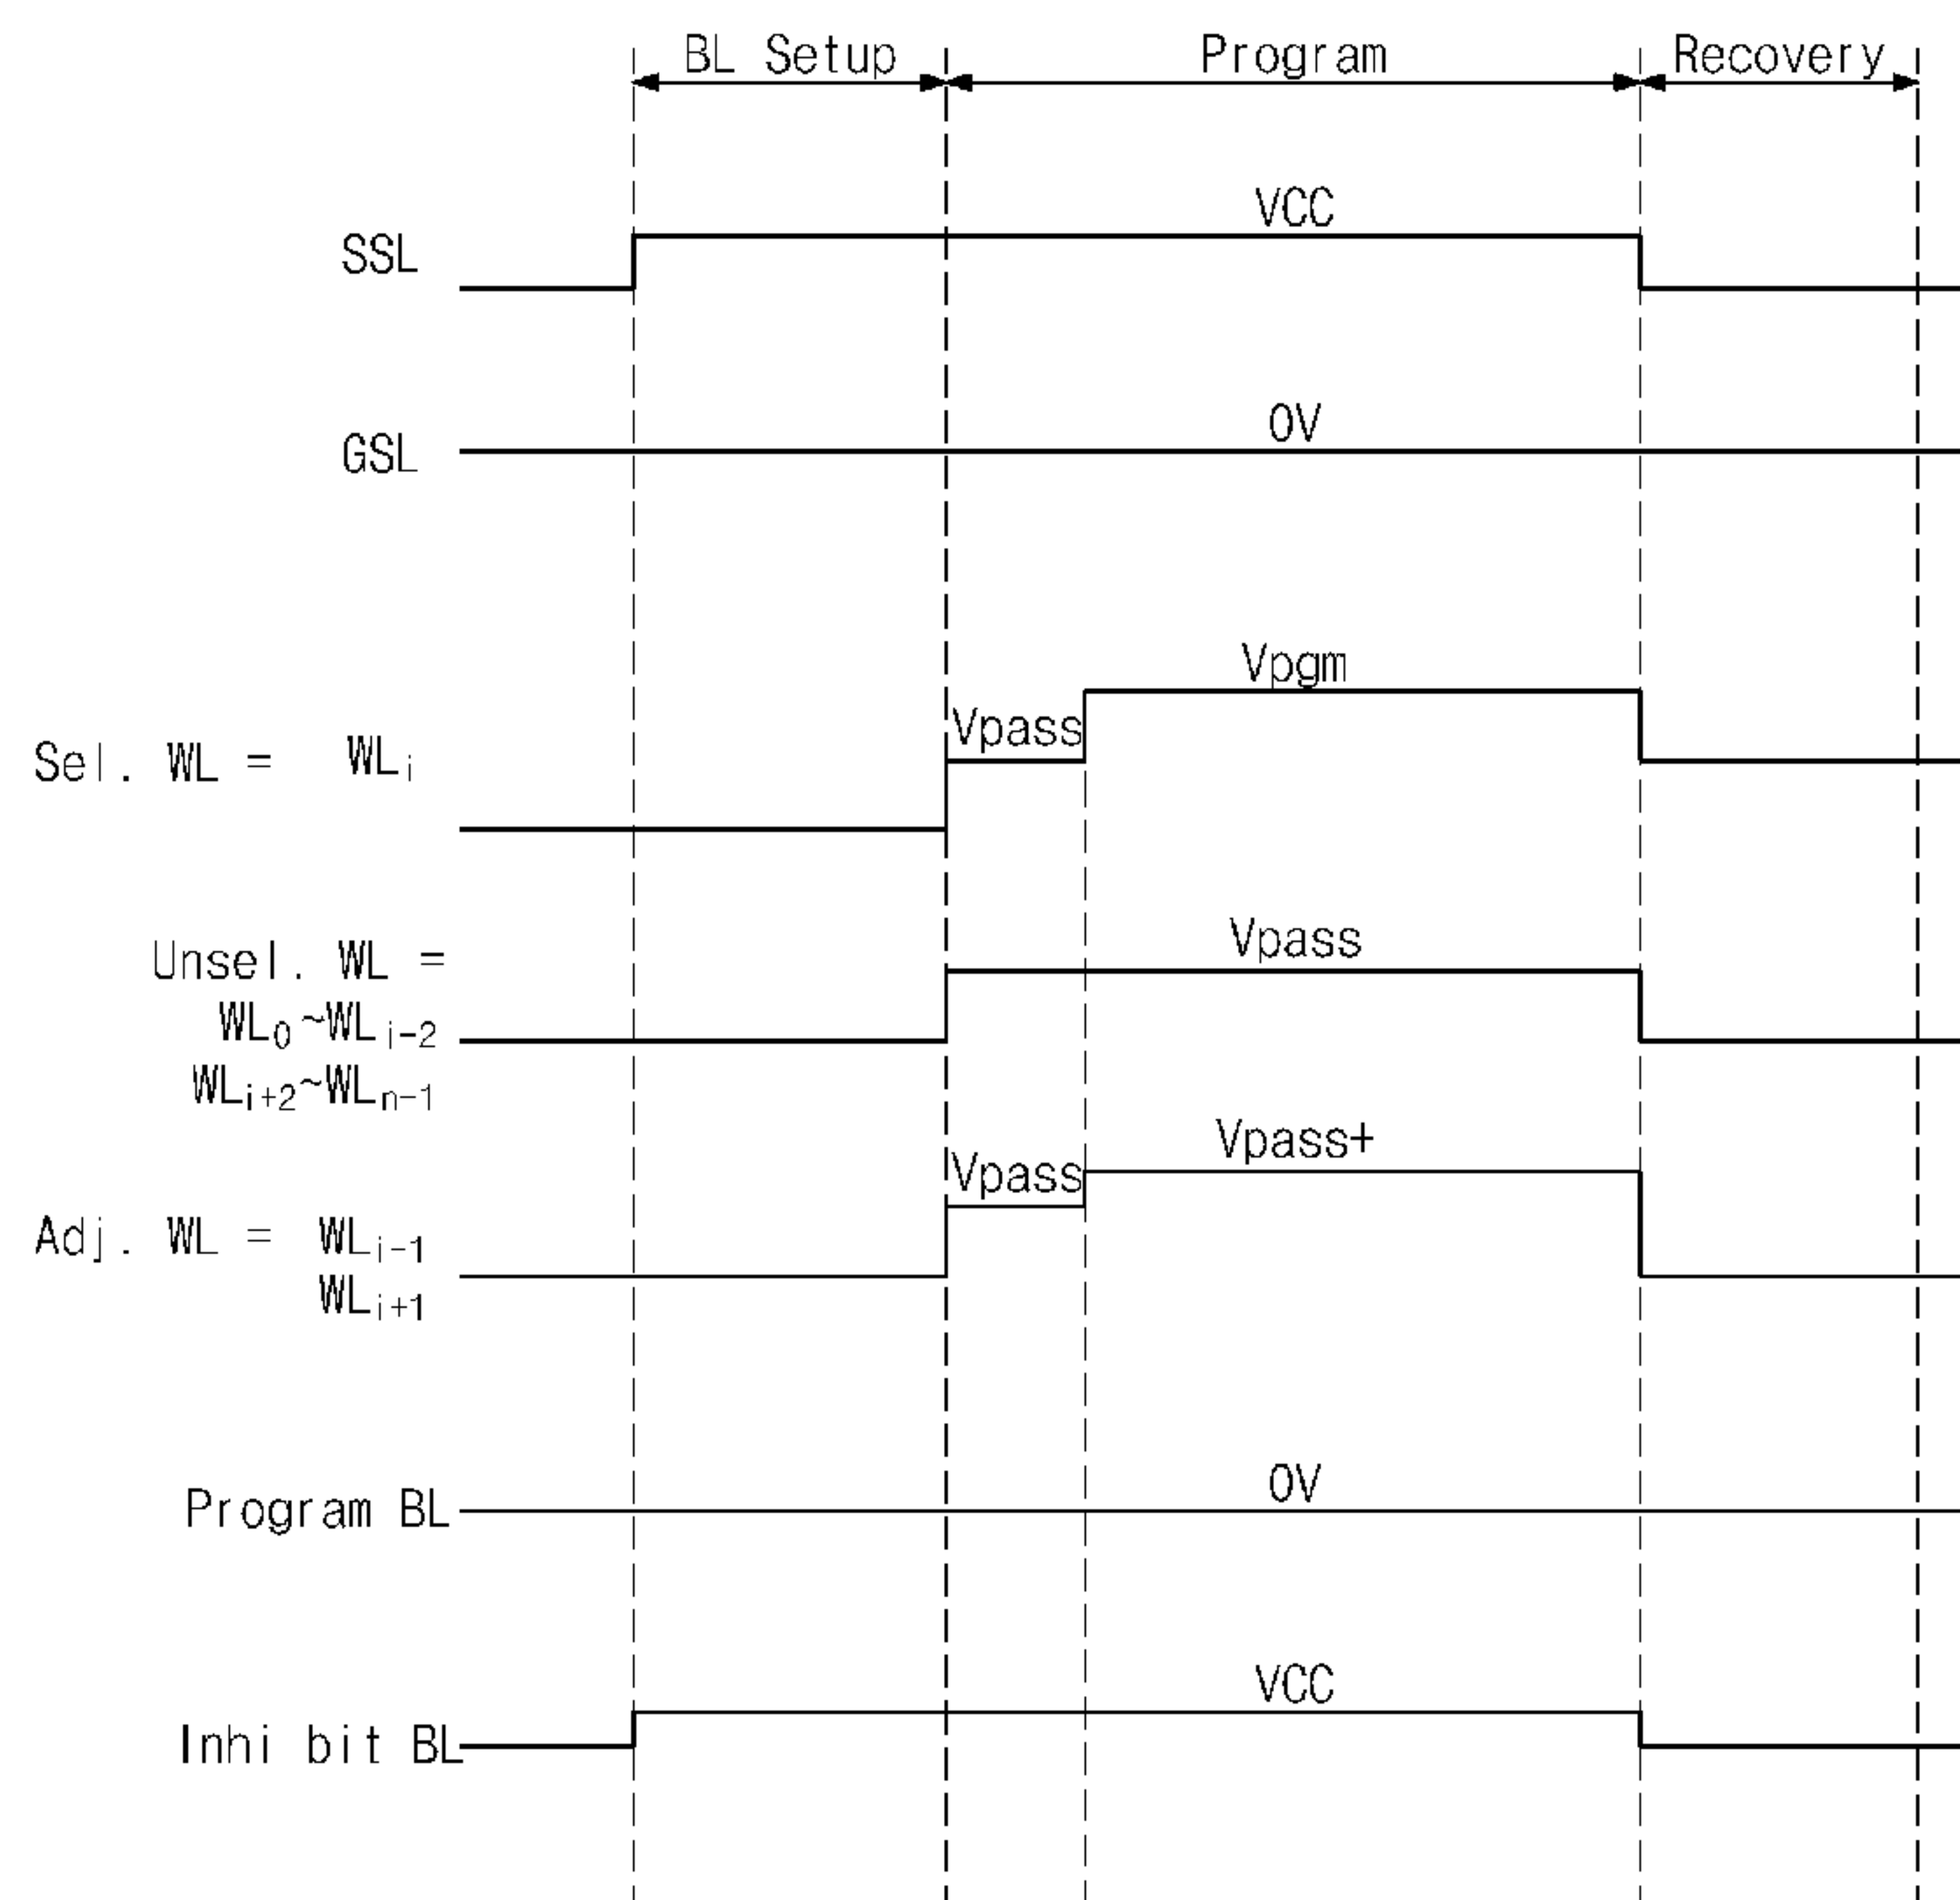 BL Setup Program Recovery
VCC
SSL
0V
GSL
Vpgm
Vpass
Sel. WL = WLi
Vpass
Unsel. WL =
WL0~WLi-2
WLi+2~WLn-1
Vpass+
Vpass
Adj. WL = WLi-1
WLi+1
0V
Program BL
VCC
Inhibit BL